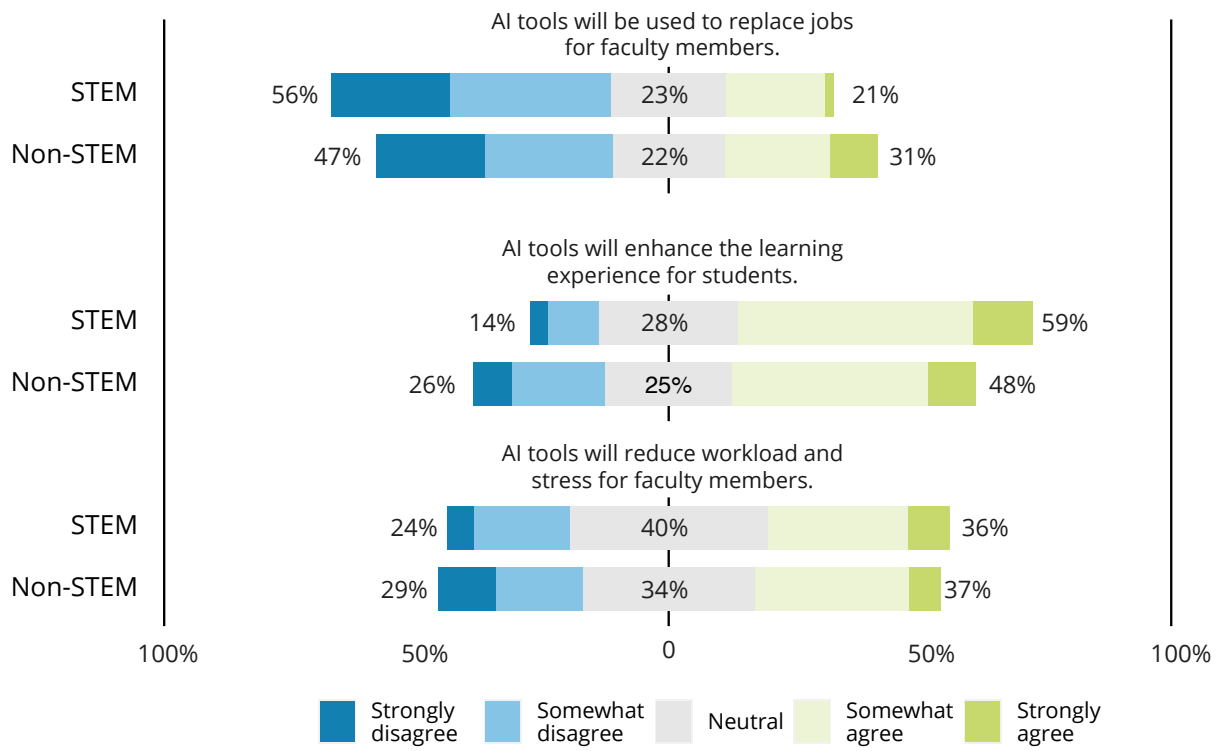 AI tools will be used to replace jobs
for faculty members.
STEM 56% 23% 21%
Non-STEM 47% 22% 31%
AI tools will enhance the learning
experience for students.
STEM 14% 28% 59%
Non-STEM 26% 25% 48%
AI tools will reduce workload and
stress for faculty members.
STEM 24% 40% 36%
Non-STEM 29% 34% 37%
100% 50% 0 50% 100%
Strongly disagree
Somewhat disagree
Neutral
Somewhat agree
Strongly agree